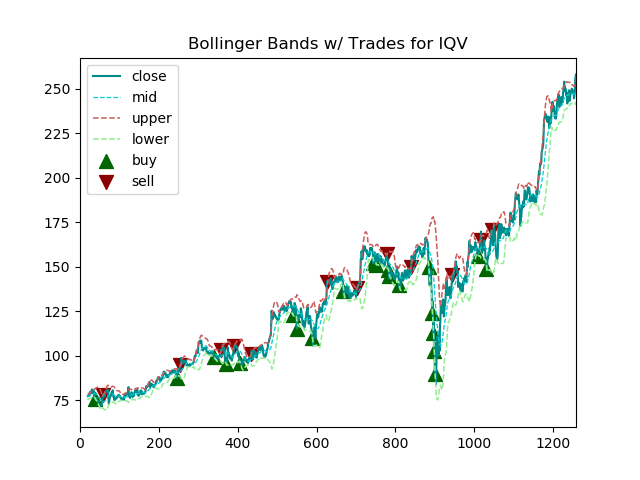 Bollinger Bands w/ Trades for IQV
close
mid
upper
lower
buy
sell
250
225
200
175
150
125
100
75
0 200 400 600 800 1000 1200